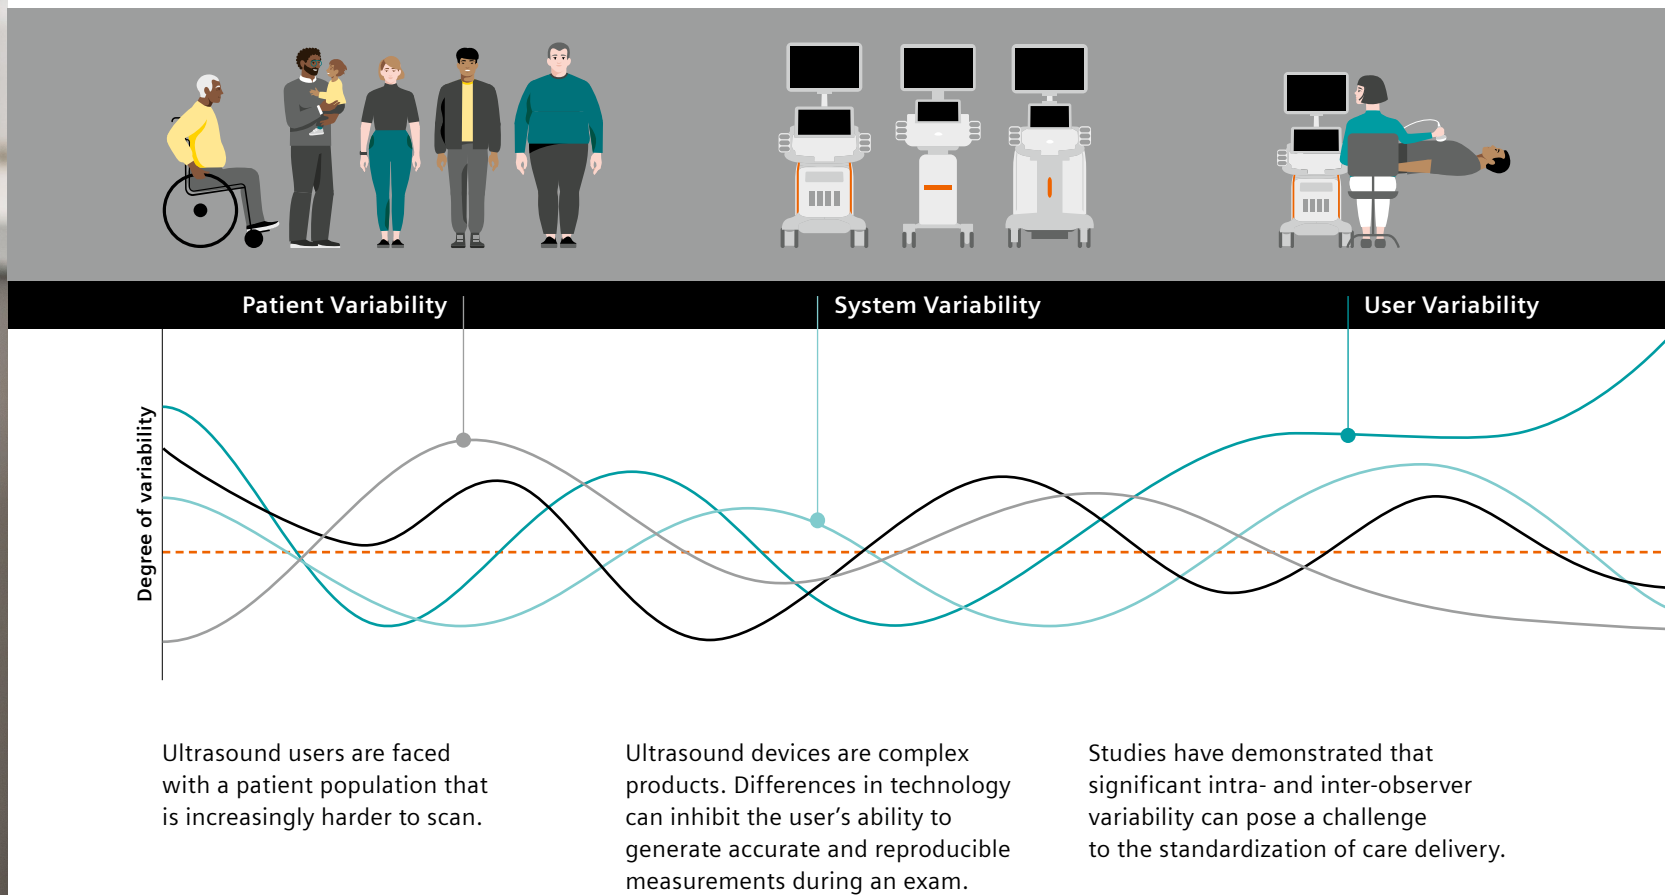 Patient Variability
System Variability
User Variability
Degree of variability
Ultrasound users are faced
with a patient population that
is increasingly harder to scan.
Ultrasound devices are complex
products. Differences in technology
can inhibit the user’s ability to
generate accurate and reproducible
measurements during an exam.
Studies have demonstrated that
significant intra- and inter-observer
variability can pose a challenge
to the standardization of care delivery.